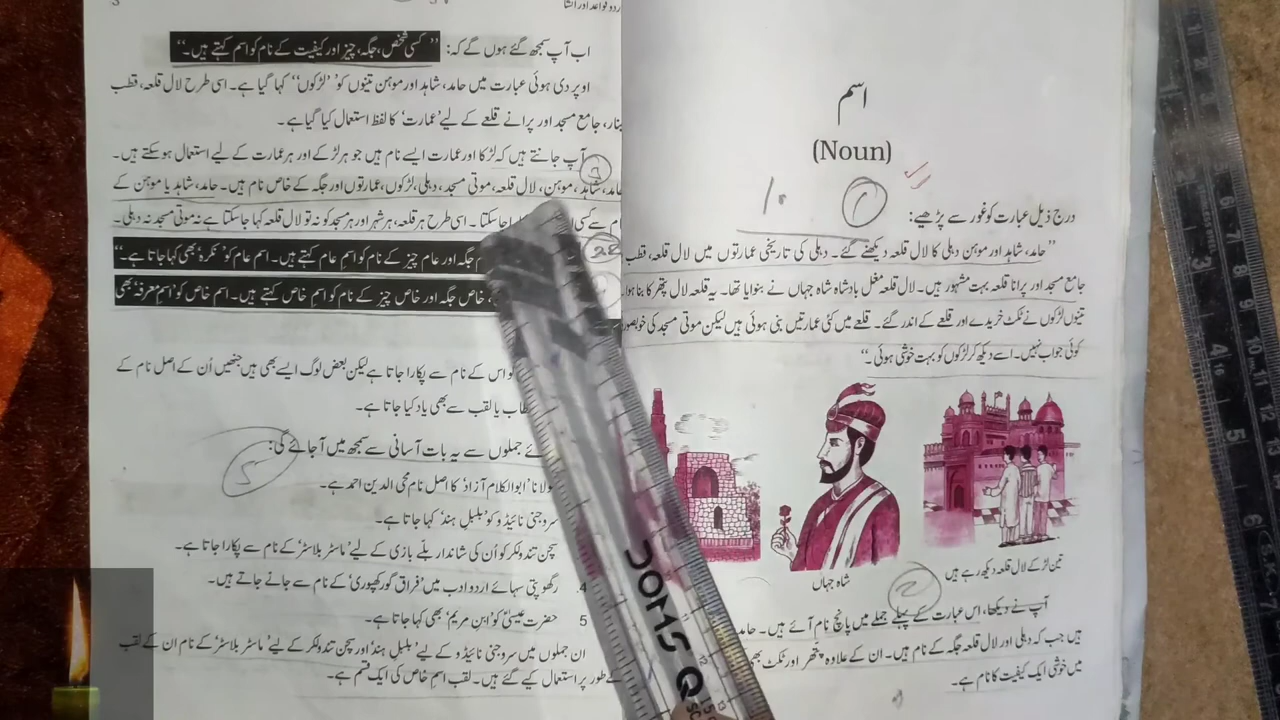 اسم
(Noun)
10
درج ذیل عبارت کو غور سے پڑھیے:
”حامد، شاہد اور موہن دہلی کا لال قلعہ دیکھنے گئے۔ دہلی کی تاریخی عمارتوں میں لال قلعہ، قطب
جامع مسجد اور پرانا قلعہ بہت مشہور ہیں۔ لال قلعہ مغل بادشاہ شاہ جہاں نے بنوایا تھا۔ یہ قلعہ لال پتھر کا بنا ہوا
تینوں لڑکوں نے ٹکٹ خریدے اور قلعے کے اندر گئے۔ قلعے میں کئی عمارتیں بنی ہوئی ہیں لیکن موتی مسجد کی خوبصور
کوئی جواب نہیں۔ اسے دیکھ کر لڑکوں کو بہت خوشی ہوئی۔“
تین لڑکے لال قلعہ دیکھ رہے ہیں
شاہ جہاں
آپ نے دیکھا، اس عبارت کے پہلے جملے میں پانچ نام آئے ہیں۔ حامد
ہیں جب کہ دہلی اور لال قلعہ جگہ کے نام ہیں۔ ان کے علاوہ پتھر اور ٹکٹ بھی
میں خوشی ایک کیفیت کا نام ہے۔
ردو قواعد اور انشا
اب آپ سمجھ گئے ہوں گے کہ: ”کسی شخص، جگہ، چیز اور کیفیت کے نام کو اسم کہتے ہیں۔“
اوپر دی ہوئی عبارت میں حامد، شاہد اور موہن تینوں کو ”لڑکوں“ کہا گیا ہے۔ اسی طرح لال قلعہ، قطب
ینار، جامع مسجد اور پرانے قلعے کے لیے ’عمارت‘ کا لفظ استعمال کیا گیا ہے۔
آپ جانتے ہیں کہ لڑکا اور عمارت ایسے نام ہیں جو ہر لڑکے اور ہر عمارت کے لیے استعمال ہو سکتے ہیں۔
حامد، شاہد، موہن، لال قلعہ، موتی مسجد، دہلی، لڑکوں، عمارتوں اور جگہ کے خاص نام ہیں۔ حامد، شاہد یا موہن کے
م سے کسی جا سکتا۔ اسی طرح ہر قلعہ، ہر شہر اور ہر مسجد کو نہ تو لال قلعہ کہا جا سکتا ہے نہ موتی مسجد نہ دہلی۔
جگہ اور عام چیز کے نام کو اسم عام کہتے ہیں۔ اسم عام کو ’نکرہ‘ بھی کہا جاتا ہے۔“
خاص جگہ اور خاص چیز کے نام کو اسم خاص کہتے ہیں۔ اسم خاص کو ’اسم معرفہ‘ بھی
کو اس کے نام سے پکارا جاتا ہے لیکن بعض لوگ ایسے بھی ہیں جنھیں اُن کے اصل نام کے
طاب یا لقب سے بھی یاد کیا جاتا ہے۔
ئے جملوں سے یہ بات آسانی سے سمجھ میں آ جائے گی:
ولانا ’ابوالکلام آزاد‘ کا اصل نام محی الدین احمد ہے۔
سروجنی نائیڈو کو ’بلبلِ ہند‘ کہا جاتا ہے۔
سچن تندولکر کو اُن کی شاندار بلّے بازی کے لیے ’ماسٹر بلاسٹر‘ کے نام سے پکارا جاتا ہے۔
4. رگھوپتی سہائے اردو ادب میں ’فراق گورکھپوری‘ کے نام سے جانے جاتے ہیں۔
5 حضرت عیسیٰؑ کو ’ابنِ مریم‘ بھی کہا جاتا ہے۔
ان جملوں میں سروجنی نائیڈو کے لیے ’بلبلِ ہند‘ اور سچن تندولکر کے لیے ’ماسٹر بلاسٹر‘ کے نام ان کے لقب
کے طور پر استعمال کیے گئے ہیں۔ لقب اسمِ خاص کی ایک قسم ہے۔
DOMS